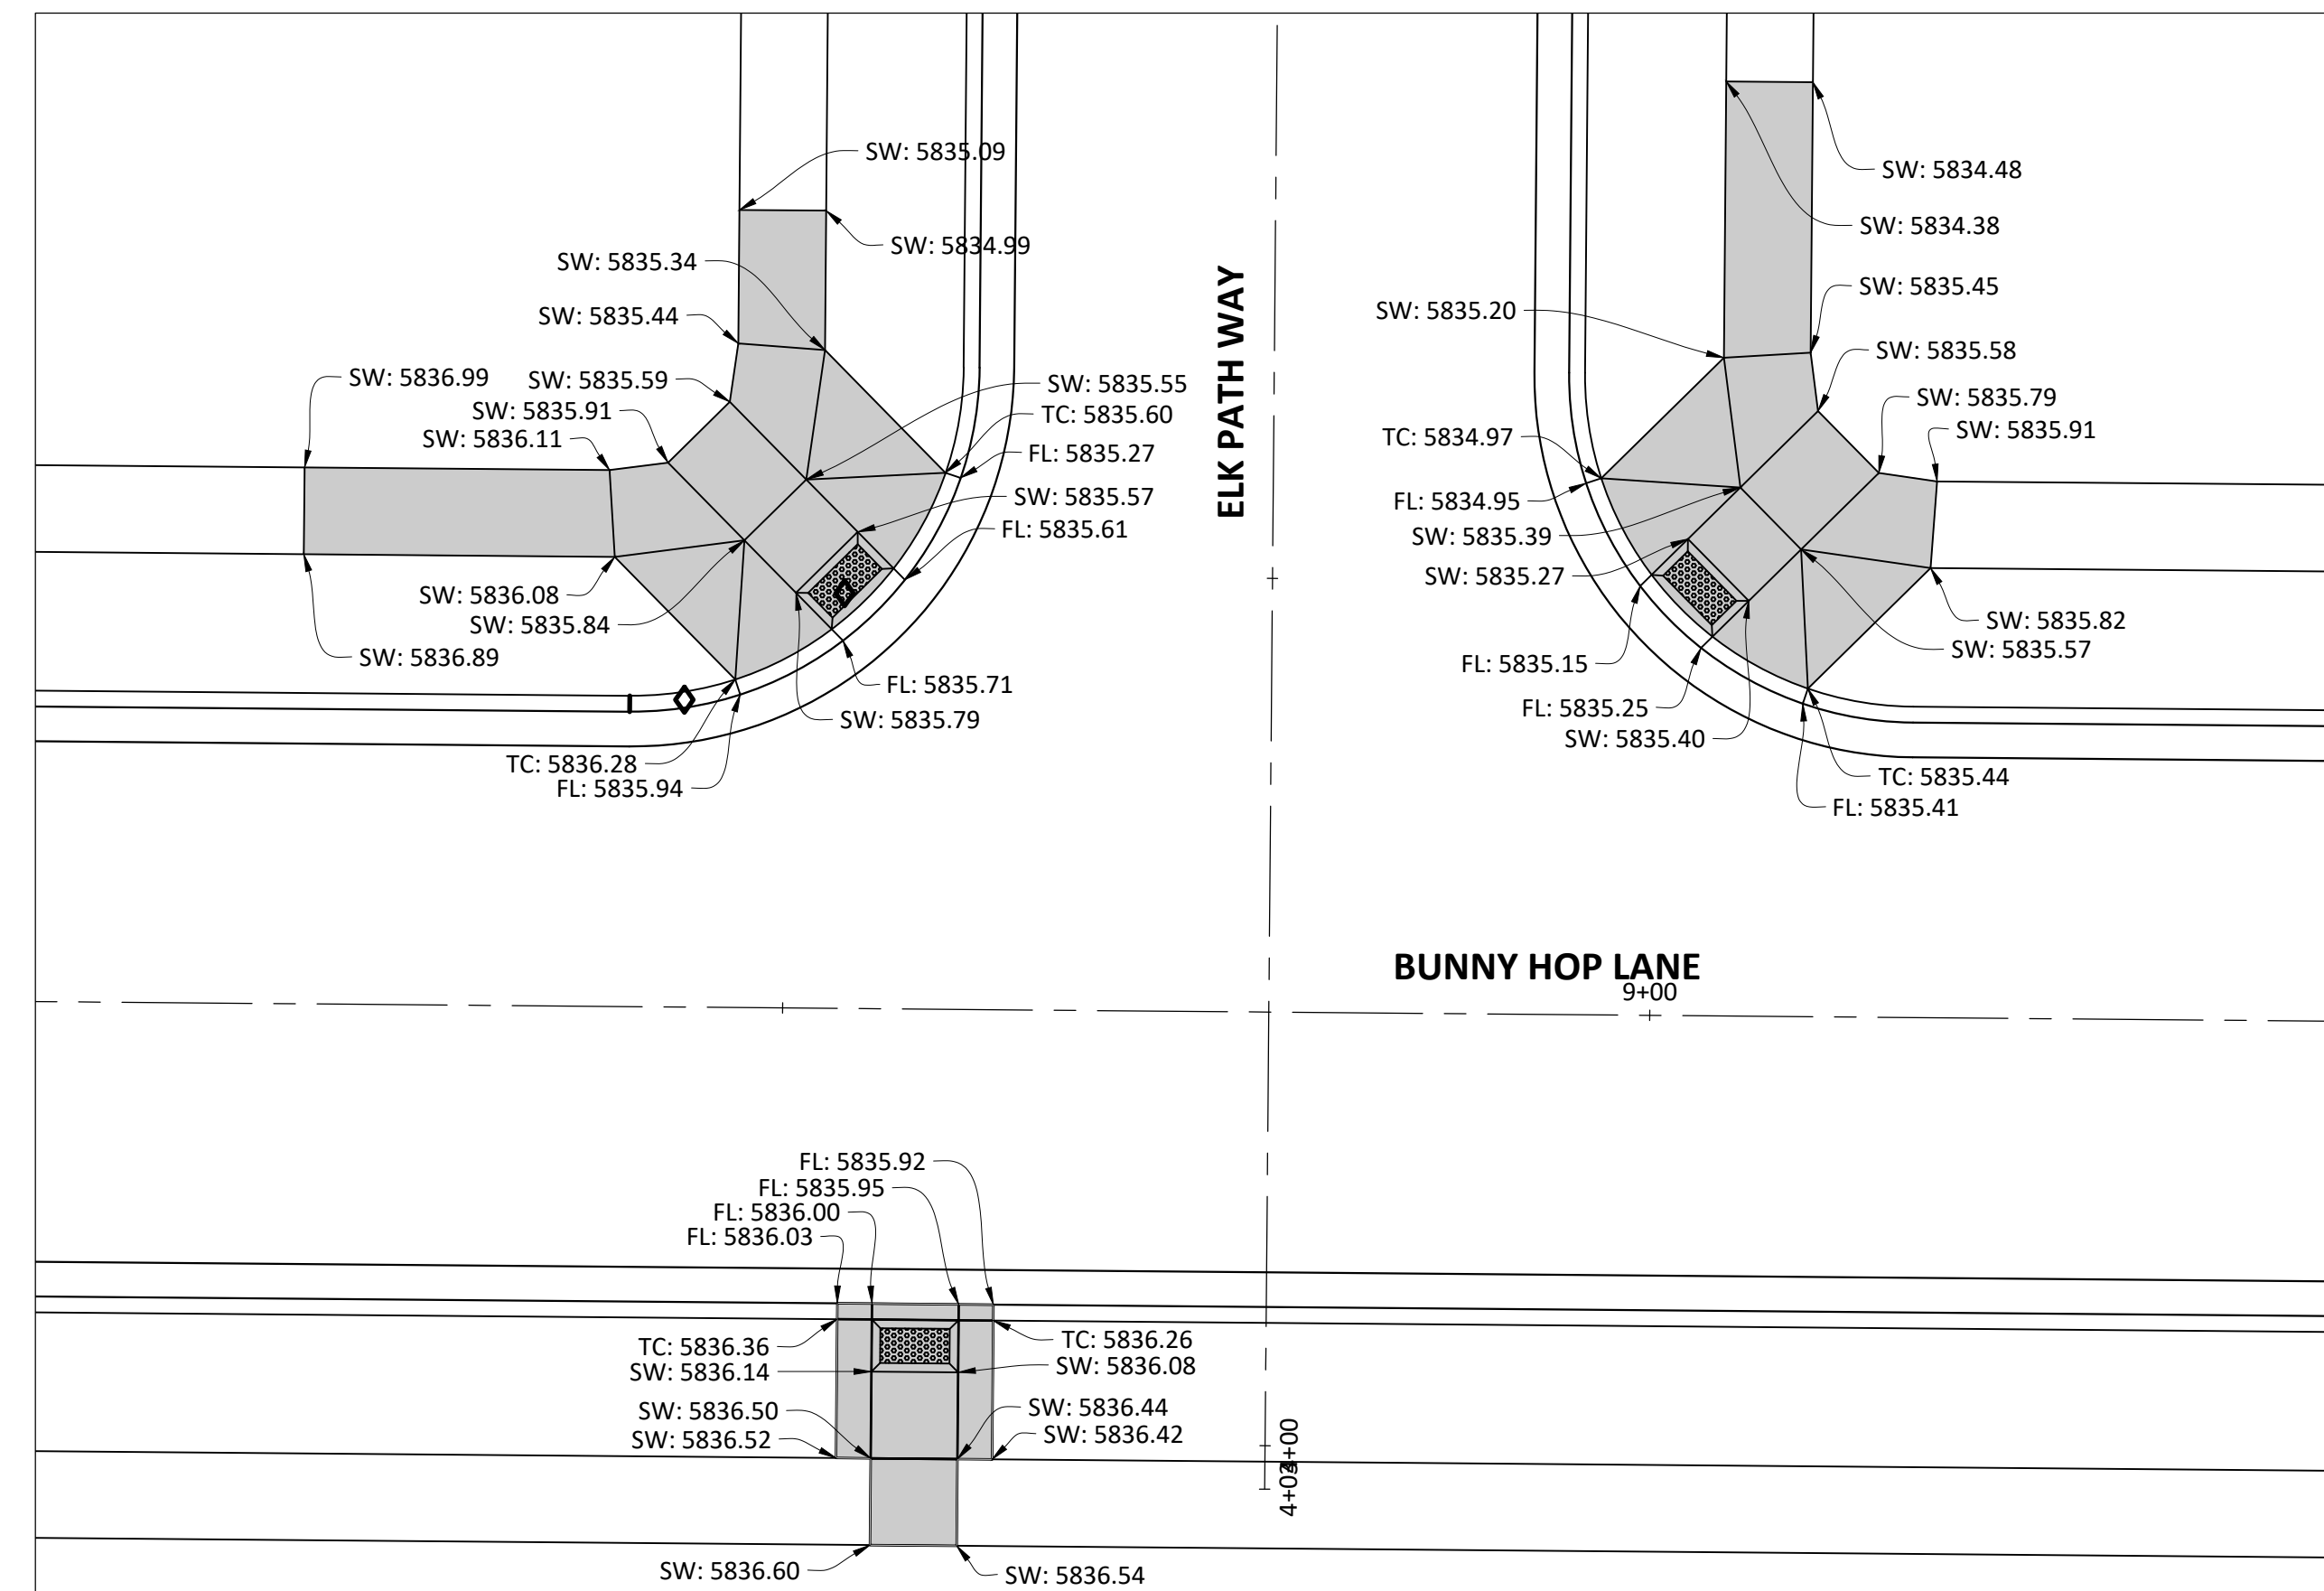 SW: 5835.09
SW: 5834.99
SW: 5835.34
SW: 5835.44
SW: 5836.99
SW: 5835.59
SW: 5835.91
SW: 5836.11
SW: 5835.55
TC: 5835.60
FL: 5835.27
SW: 5835.57
FL: 5835.61
SW: 5836.08
SW: 5835.84
SW: 5836.89
FL: 5835.71
SW: 5835.79
TC: 5836.28
FL: 5835.94
ELK PATH WAY
SW: 5834.48
SW: 5834.38
SW: 5835.45
SW: 5835.20
SW: 5835.58
SW: 5835.79
SW: 5835.91
TC: 5834.97
FL: 5834.95
SW: 5835.39
SW: 5835.27
SW: 5835.82
SW: 5835.57
FL: 5835.15
FL: 5835.25
SW: 5835.40
TC: 5835.44
FL: 5835.41
BUNNY HOP LANE
9+00
FL: 5835.92
FL: 5835.95
FL: 5836.00
FL: 5836.03
TC: 5836.36
SW: 5836.14
SW: 5836.50
SW: 5836.52
TC: 5836.26
SW: 5836.08
SW: 5836.44
SW: 5836.42
SW: 5836.60
SW: 5836.54